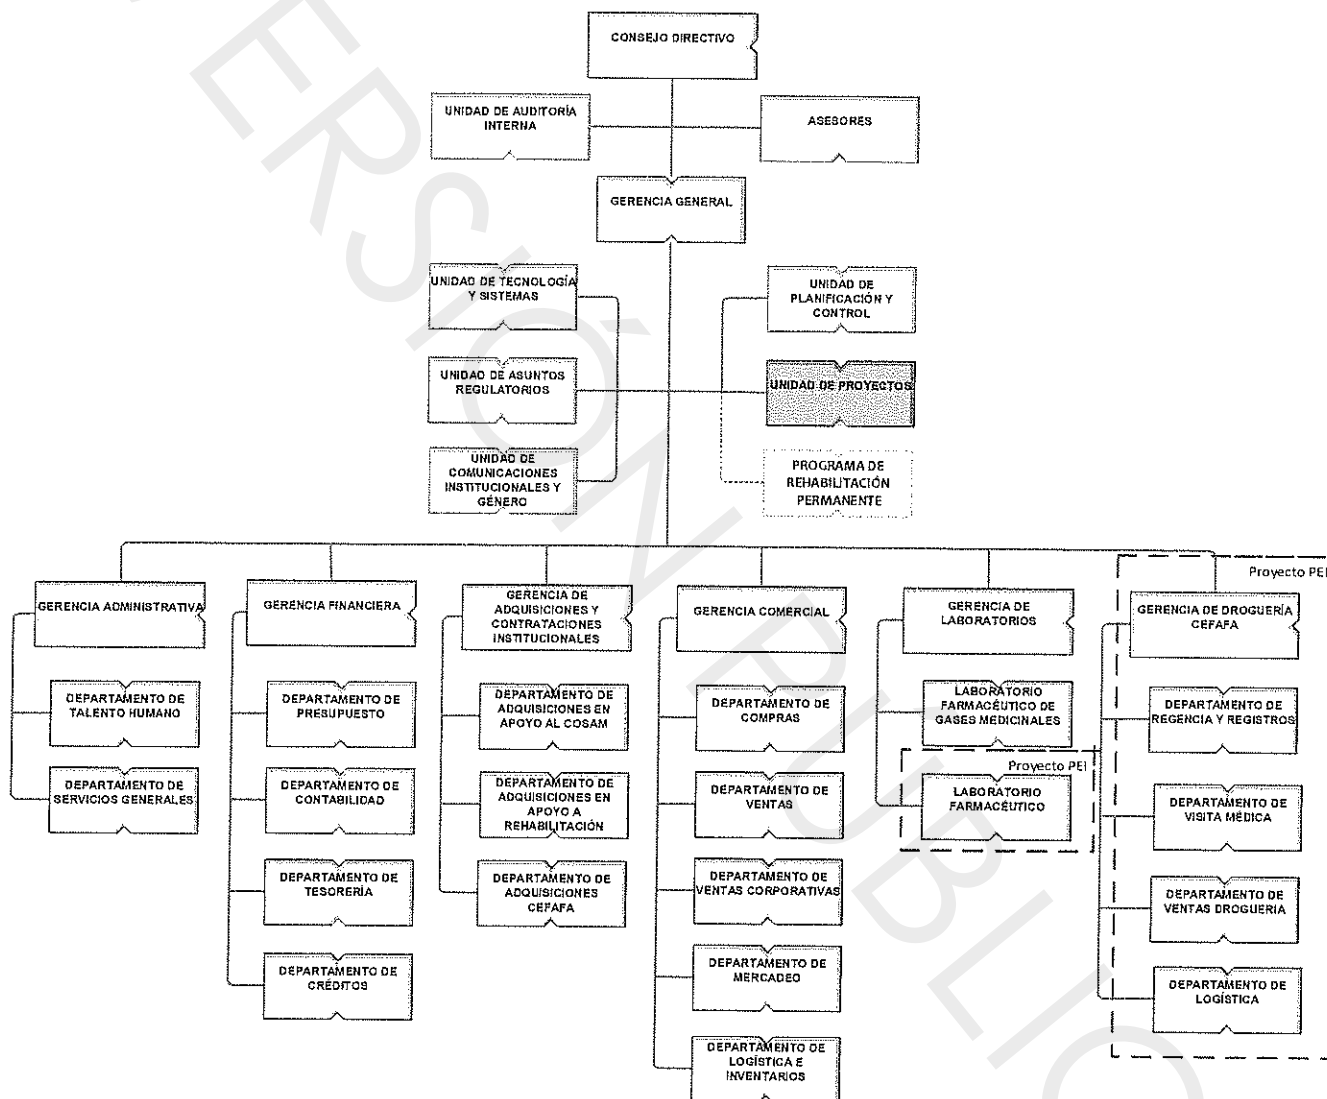 CONSEJO DIRECTIVO
UNIDAD DE AUDITORÍA
INTERNA
ASESORES
GERENCIA GENERAL
UNIDAD DE TECNOLOGÍA
Y SISTEMAS
UNIDAD DE
PLANIFICACIÓN Y
CONTROL
UNIDAD DE ASUNTOS
REGULATORIOS
UNIDAD DE PROYECTOS
UNIDAD DE
COMUNICACIONES
INSTITUCIONALES Y
GÉNERO
PROGRAMA DE
REHABILITACIÓN
PERMANENTE
GERENCIA ADMINISTRATIVA
DEPARTAMENTO DE
TALENTO HUMANO
DEPARTAMENTO DE
SERVICIOS GENERALES
GERENCIA FINANCIERA
DEPARTAMENTO DE
PRESUPUESTO
DEPARTAMENTO DE
CONTABILIDAD
DEPARTAMENTO DE
TESORERÍA
DEPARTAMENTO DE
CRÉDITOS
GERENCIA DE
ADQUISICIONES Y
CONTRATACIONES
INSTITUCIONALES
DEPARTAMENTO DE
ADQUISICIONES EN
APOYO AL COSAM
DEPARTAMENTO DE
ADQUISICIONES EN
APOYO A
REHABILITACIÓN
DEPARTAMENTO DE
ADQUISICIONES
CEFAFA
GERENCIA COMERCIAL
DEPARTAMENTO DE
COMPRAS
DEPARTAMENTO DE
VENTAS
DEPARTAMENTO DE
VENTAS CORPORATIVAS
DEPARTAMENTO DE
MERCADEO
DEPARTAMENTO DE
LOGÍSTICA E
INVENTARIOS
GERENCIA DE
LABORATORIOS
LABORATORIO
FARMACÉUTICO DE
GASES MEDICINALES
Proyecto PEI
LABORATORIO
FARMACÉUTICO
Proyecto PEI
GERENCIA DE DROGUERÍA
CEFAFA
DEPARTAMENTO DE
REGENCIA Y REGISTROS
DEPARTAMENTO DE
VISITA MÉDICA
DEPARTAMENTO DE
VENTAS DROGUERIA
DEPARTAMENTO DE
LOGÍSTICA
ERSIÓN PÚBLIC